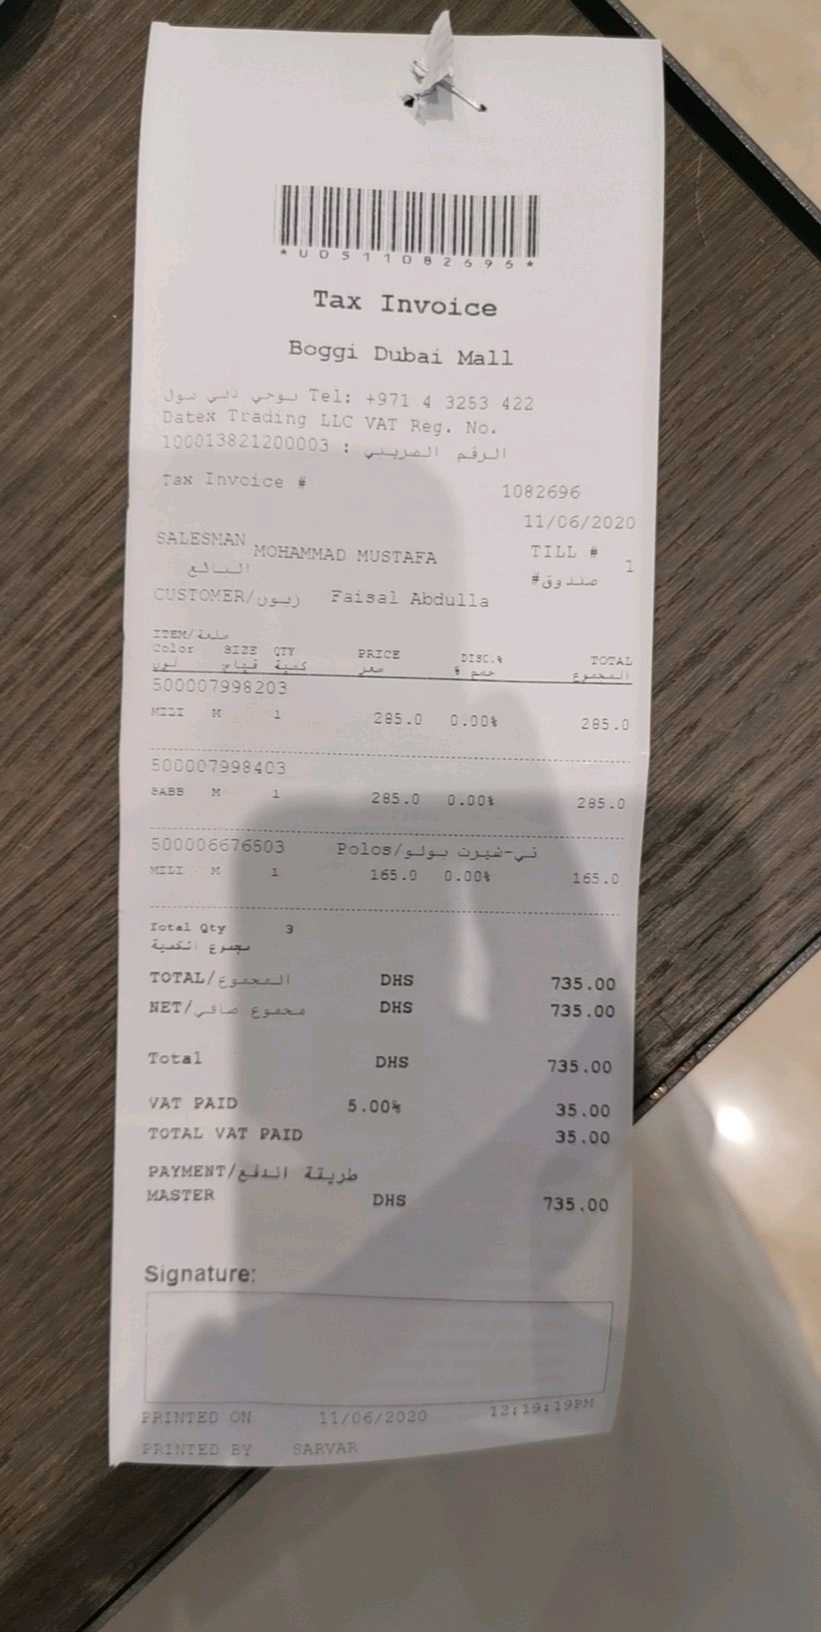 *UD511082696*
Tax Invoice
Boggi Dubai Mall
بوجي دبي مول Tel: +971 4 3253 422
Datex Trading LLC VAT Reg. No.
100013821200003 : الرقم الضريبي
Tax Invoice # 1082696
11/06/2020
SALESMAN MOHAMMAD MUSTAFA TILL # 1
البائع صندوق#
CUSTOMER/زبون Faisal Abdulla
ITEM/سلعة
Color SIZE QTY PRICE DISC.% TOTAL
لون قياس كمية سعر خصم % المجموع
500007998203
MILI M 1 285.0 0.00% 285.0
500007998403
SABB M 1 285.0 0.00% 285.0
500006676503 Polos/تي-شيرت بولو
MILI M 1 165.0 0.00% 165.0
Total Qty 3
مجموع الكمية
TOTAL/المجموع DHS 735.00
NET/مجموع صافي DHS 735.00
Total DHS 735.00
VAT PAID 5.00% 35.00
TOTAL VAT PAID 35.00
PAYMENT/طريقة الدفع
MASTER DHS 735.00
Signature:
PRINTED ON 11/06/2020 12:19:19PM
PRINTED BY SARVAR